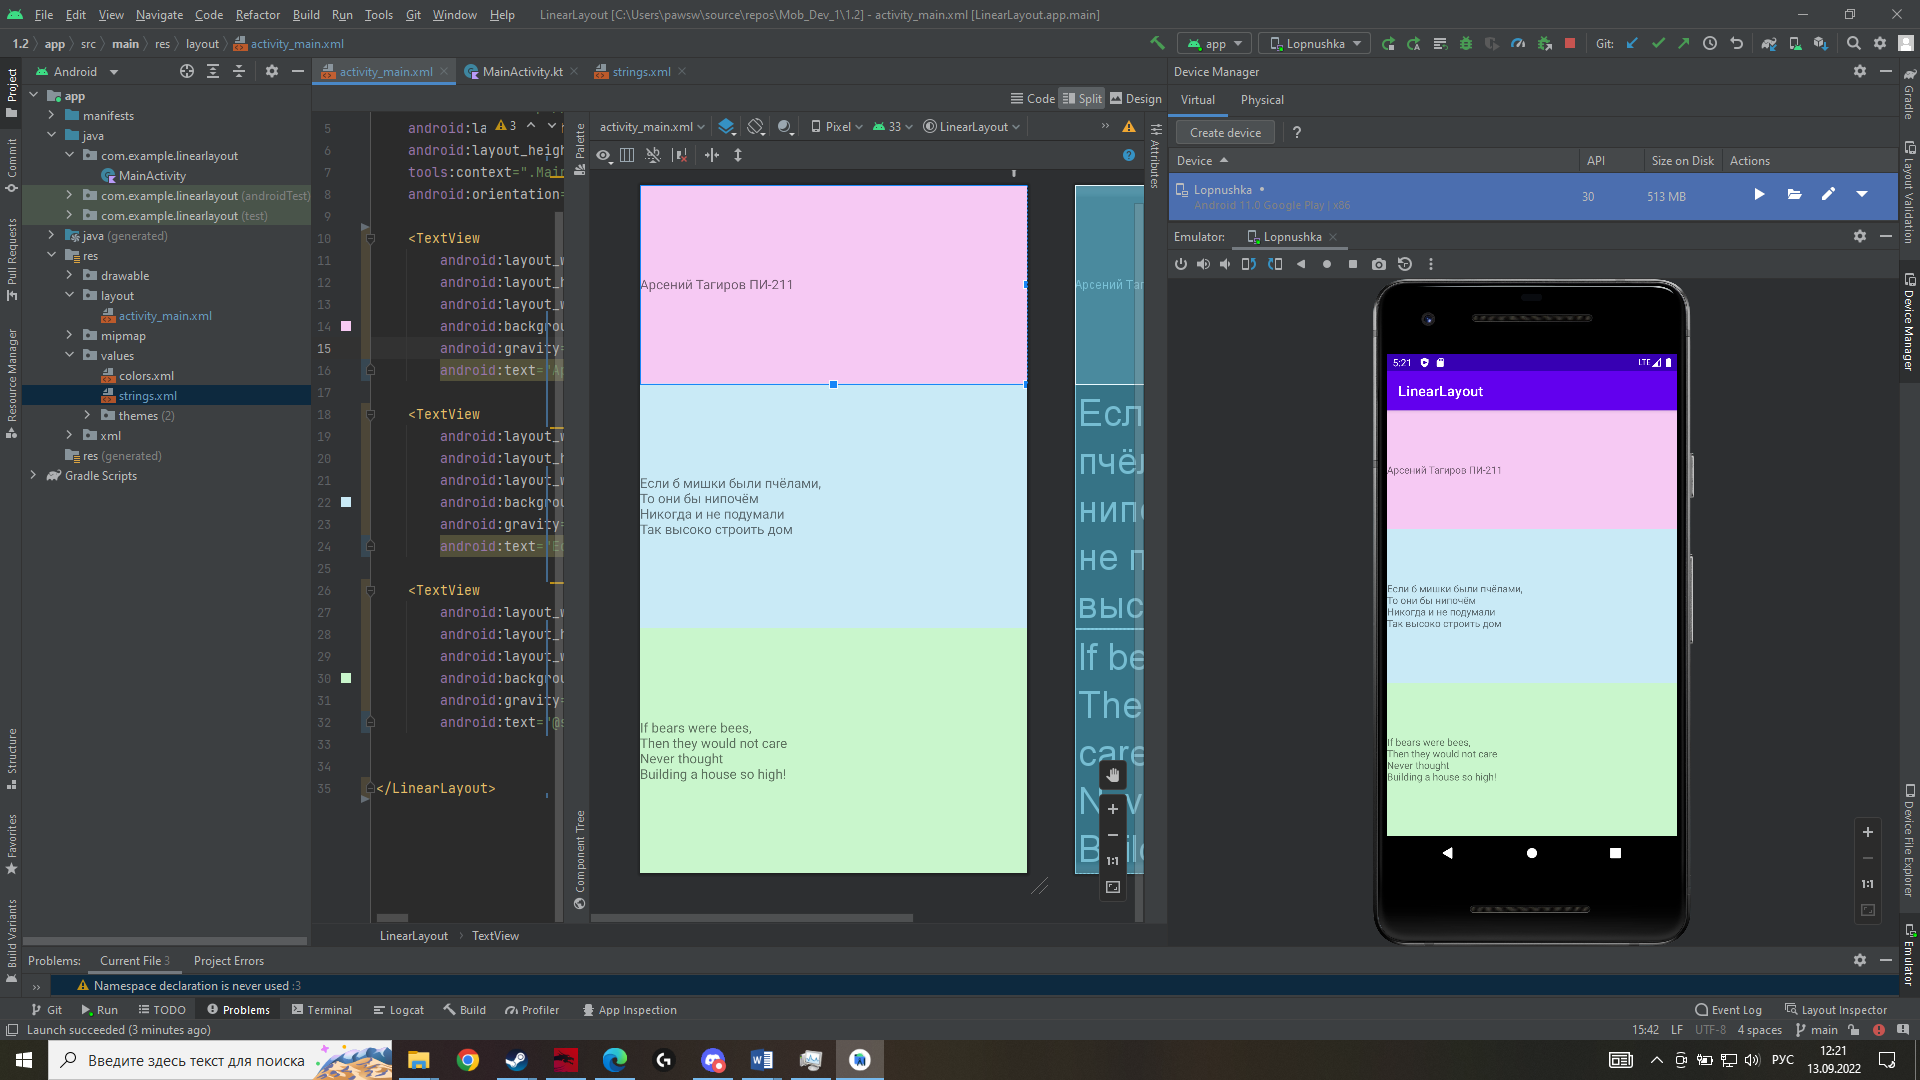 File Edit View Navigate Code Refactor Build Run Tools Git Window Help LinearLayout [C:\Users\pawsw\source\repos\Mob_Dev_1\1.2] - activity_main.xml [LinearLayout.app.main]
1.2 app src main res layout activity_main.xml app Lopnushka Git:
Project
Commit
Pull Requests
Resource Manager
Structure
Favorites
Build Variants
Android
app
manifests
java
com.example.linearlayout
MainActivity
com.example.linearlayout (androidTest)
com.example.linearlayout (test)
java (generated)
res
drawable
layout
activity_main.xml
mipmap
values
colors.xml
strings.xml
themes (2)
xml
res (generated)
Gradle Scripts
activity_main.xml MainActivity.kt strings.xml
Code Split Design
3
5 android:la
6 android:layout_heigh
7 tools:context=".Mai
8 android:orientation=
9
10 <TextView
11 android:layout_w
12 android:layout_h
13 android:layout_w
14 android:backgrou
15 android:gravity=
16 android:text="Ар
17
18 <TextView
19 android:layout_w
20 android:layout_h
21 android:layout_w
22 android:backgrou
23 android:gravity=
24 android:text="Ес
25
26 <TextView
27 android:layout_w
28 android:layout_h
29 android:layout_w
30 android:backgrou
31 android:gravity=
32 android:text="@s
33
34
35 </LinearLayout>
LinearLayout TextView
Palette
Component Tree
activity_main.xml Pixel 33 LinearLayout
Attributes
Арсений Тагиров ПИ-211
Если б мишки были пчёлами,
То они бы нипочём
Никогда и не подумали
Так высоко строить дом
If bears were bees,
Then they would not care
Never thought
Building a house so high!
Арсений Таг
Есл
пчёл
нипо
не п
выс
If be
The
care
Nev
Build
1:1
Device Manager
Virtual Physical
Create device ?
Device API Size on Disk Actions
Lopnushka 30 513 MB
Android 11.0 Google Play | x86
Emulator: Lopnushka
5:21 LTE
LinearLayout
Арсений Тагиров ПИ-211
Если б мишки были пчёлами,
То они бы нипочём
Никогда и не подумали
Так высоко строить дом
If bears were bees,
Then they would not care
Never thought
Building a house so high!
1:1
Gradle
Layout Validation
Device Manager
Device File Explorer
Emulator
Problems: Current File 3 Project Errors
Namespace declaration is never used :3
Git Run TODO Problems Terminal Logcat Build Profiler App Inspection Event Log Layout Inspector
Launch succeeded (3 minutes ago) 15:42 LF UTF-8 4 spaces main
Введите здесь текст для поиска РУС 12:21
13.09.2022